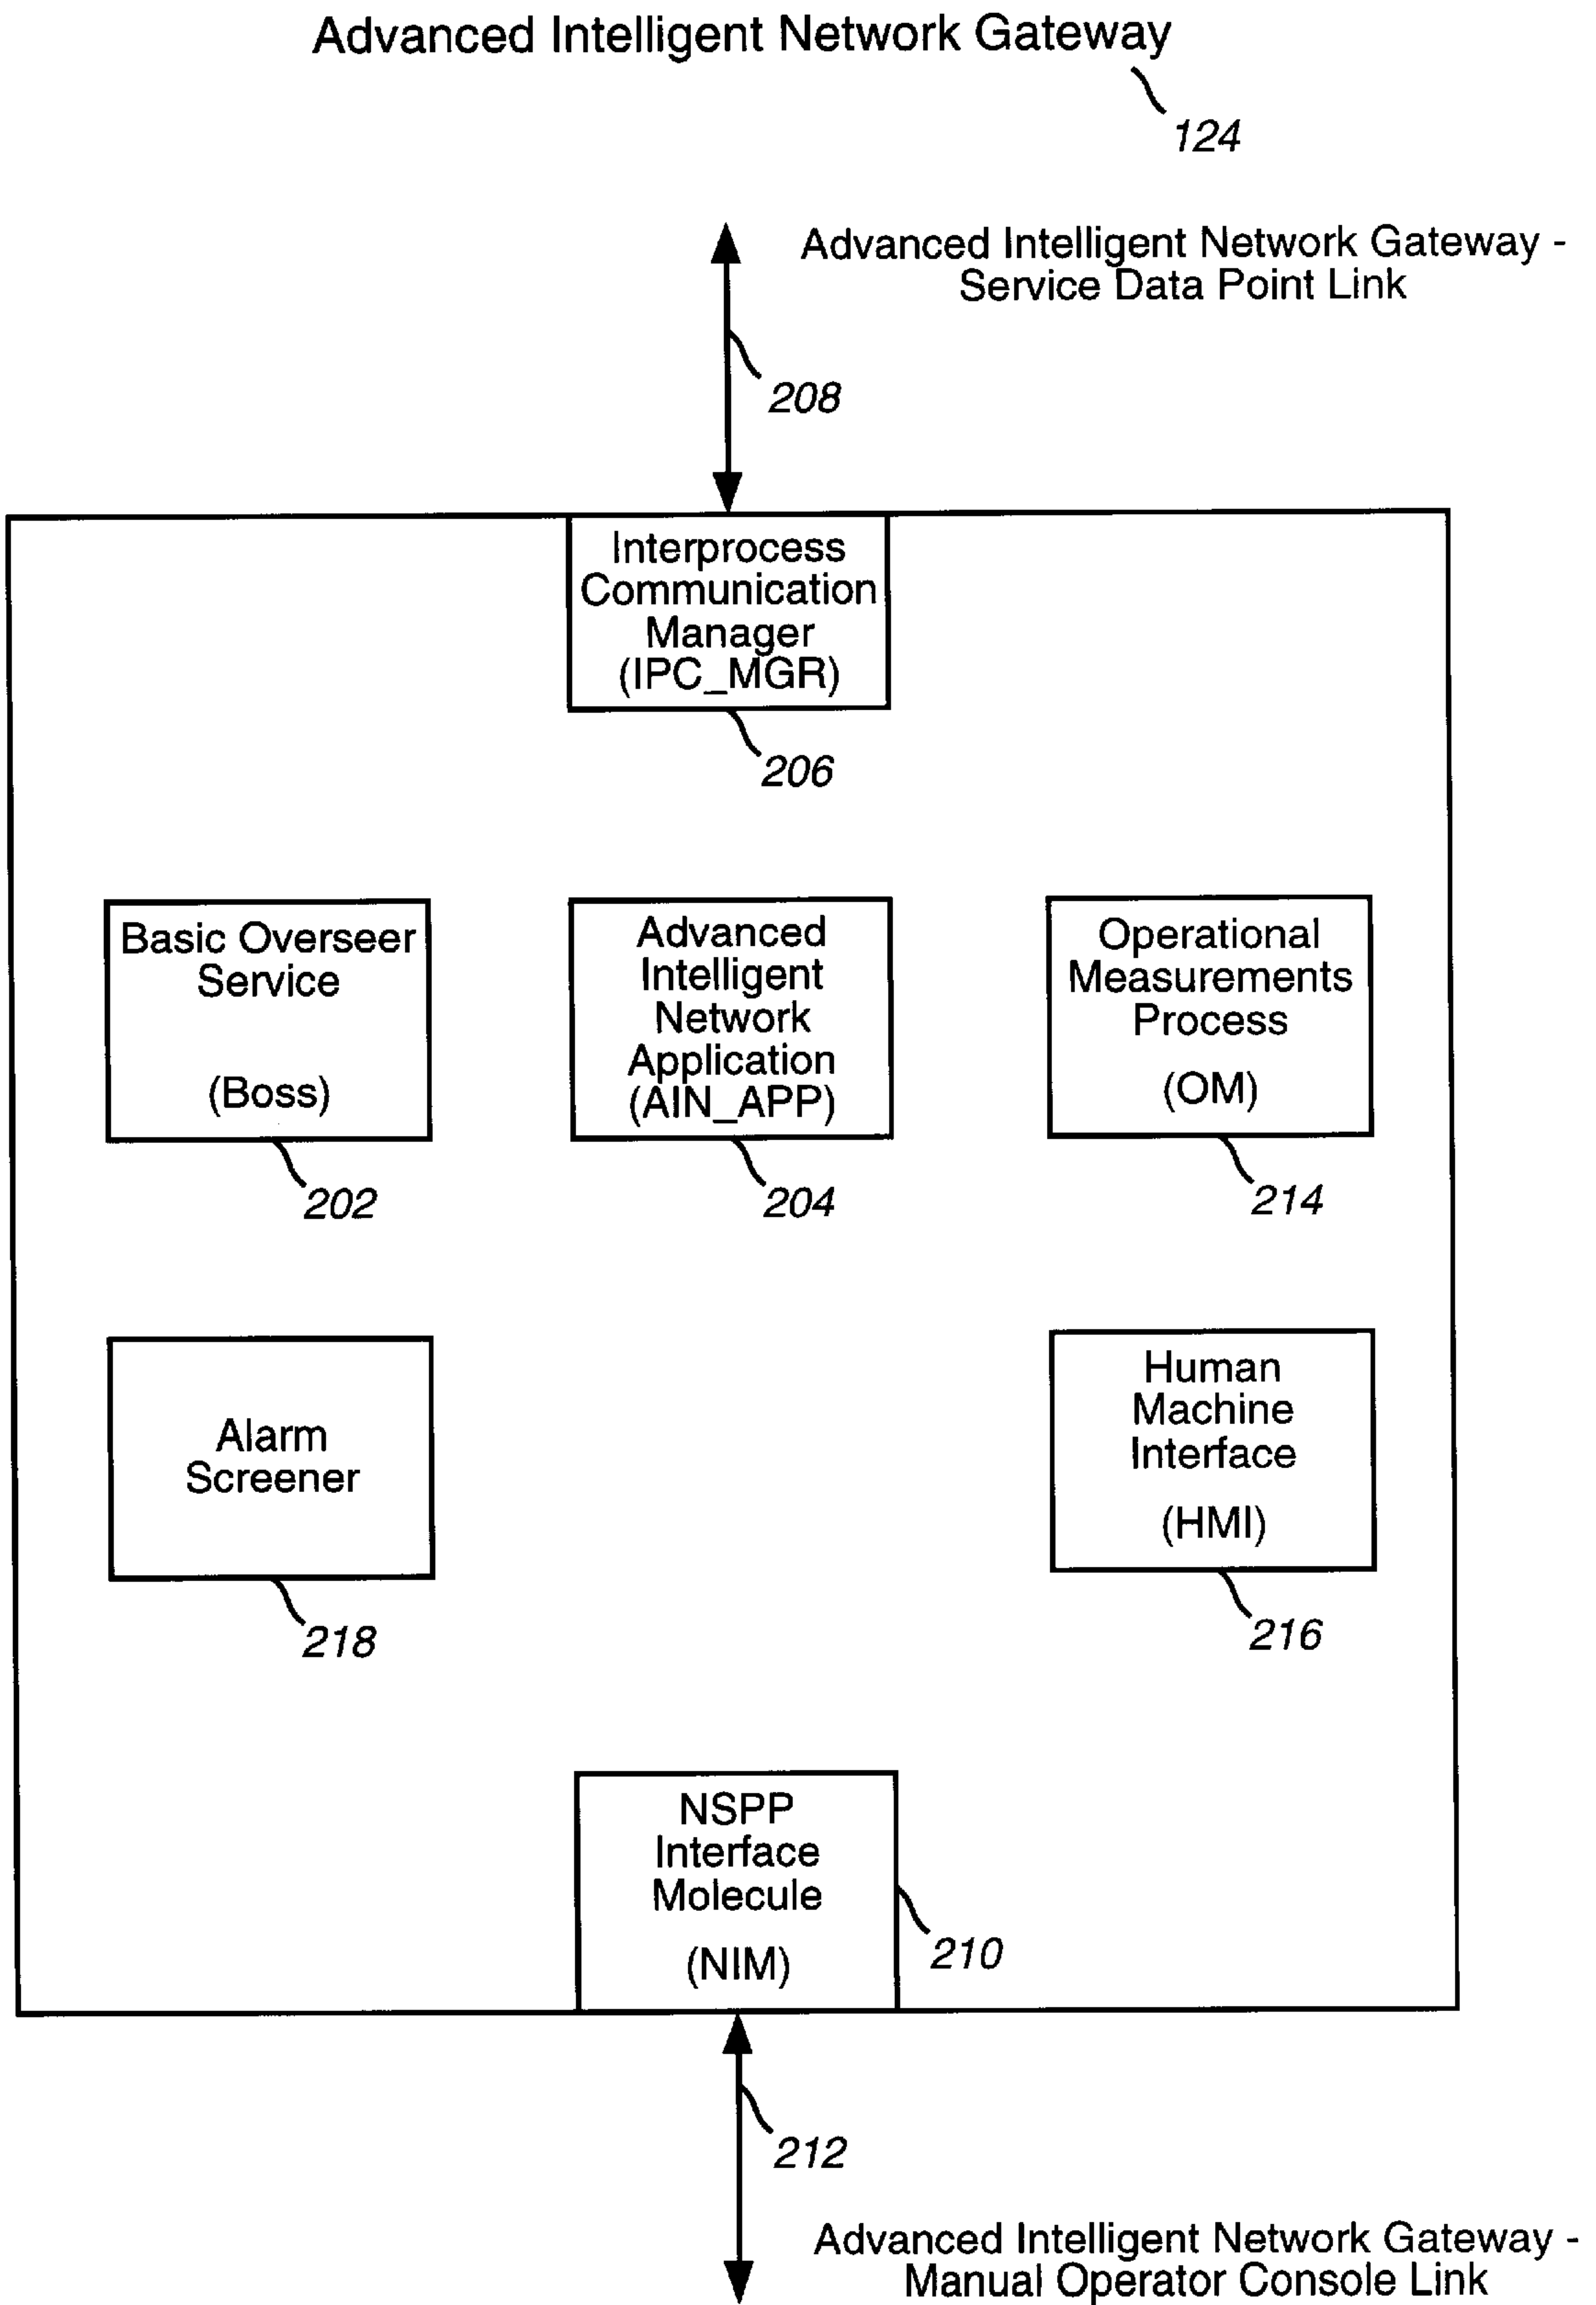 Advanced Intelligent Network Gateway
124
Advanced Intelligent Network Gateway -
Service Data Point Link
208
Interprocess
Communication
Manager
(IPC_MGR)
206
Basic Overseer
Service
(Boss)
202
Advanced
Intelligent
Network
Application
(AIN_APP)
204
Operational
Measurements
Process
(OM)
214
Alarm
Screener
218
Human
Machine
Interface
(HMI)
216
NSPP
Interface
Molecule
(NIM)
210
212
Advanced Intelligent Network Gateway -
Manual Operator Console Link